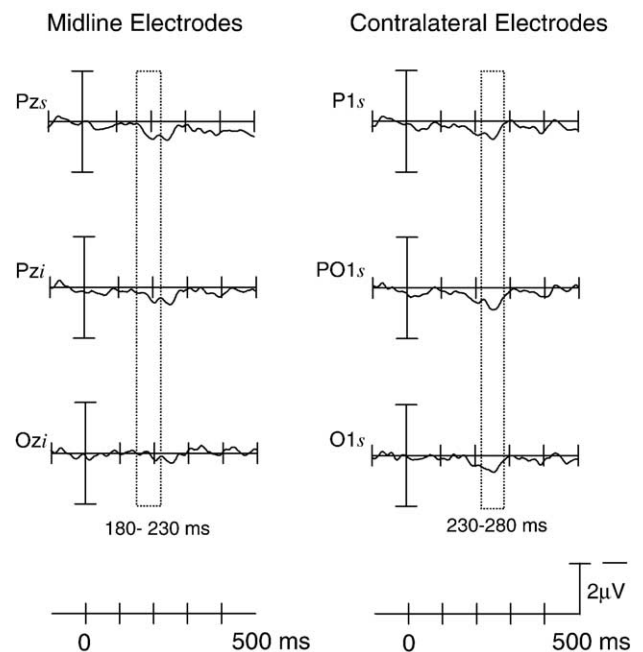 Midline Electrodes
Contralateral Electrodes
Pzs
P1s
Pzi
PO1s
Ozi
O1s
180- 230 ms
230-280 ms
2μV
0 500 ms
0 500 ms